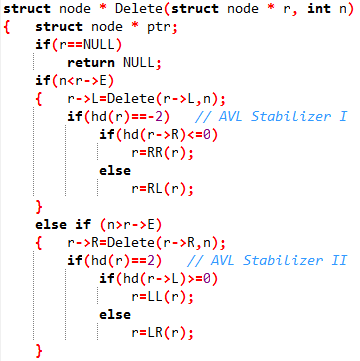 struct node * Delete(struct node * r, int n)
{   struct node * ptr;
    if(r==NULL)
        return NULL;
    if(n<r->E)
    {   r->L=Delete(r->L,n);
        if(hd(r)==-2)   // AVL Stabilizer I
            if(hd(r->R)<=0)
                r=RR(r);
            else
                r=RL(r);
    }
    else if (n>r->E)
    {   r->R=Delete(r->R,n);
        if(hd(r)==2)    // AVL Stabilizer II
            if(hd(r->L)>=0)
                r=LL(r);
            else
                r=LR(r);
    }